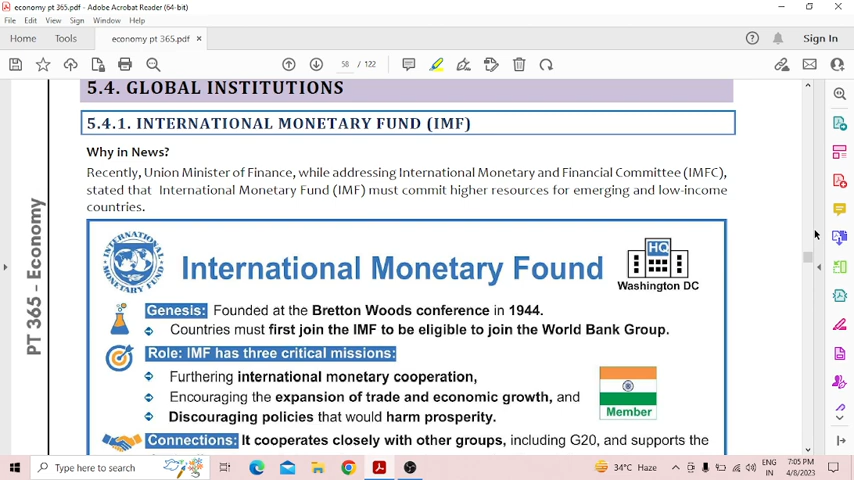 economy pt 365.pdf - Adobe Acrobat Reader (64-bit)
File Edit View Sign Window Help
Home Tools economy pt 365.pdf × Sign In
58 / 122
5.4. GLOBAL INSTITUTIONS
5.4.1. INTERNATIONAL MONETARY FUND (IMF)
Why in News?
Recently, Union Minister of Finance, while addressing International Monetary and Financial Committee (IMFC),
stated that International Monetary Fund (IMF) must commit higher resources for emerging and low-income
countries.
INTERNATIONAL MONETARY FUND
International Monetary Found
HQ
Washington DC
Genesis: Founded at the Bretton Woods conference in 1944.
Countries must first join the IMF to be eligible to join the World Bank Group.
Role: IMF has three critical missions:
Furthering international monetary cooperation,
Encouraging the expansion of trade and economic growth, and
Discouraging policies that would harm prosperity.
Member
Connections: It cooperates closely with other groups, including G20, and supports the
PT 365 - Economy
Type here to search
34°C Haze
ENG
IN
7:05 PM
4/8/2023